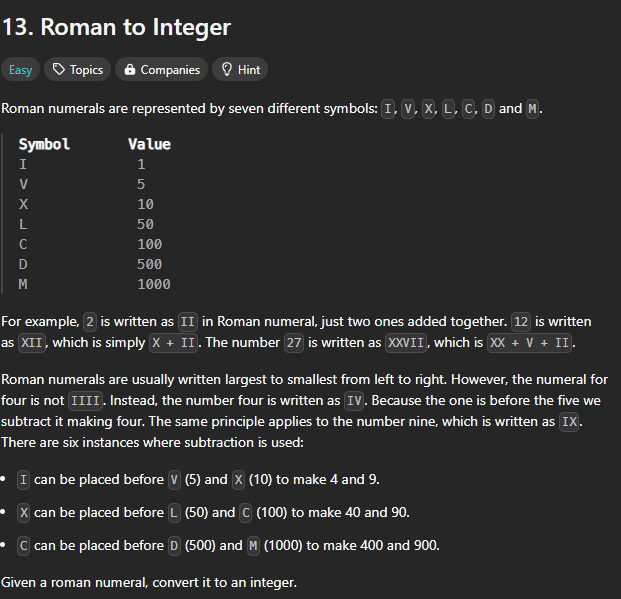 13. Roman to Integer
Easy Topics Companies Hint
Roman numerals are represented by seven different symbols: I, V, X, L, C, D and M.
Symbol Value
I 1
V 5
X 10
L 50
C 100
D 500
M 1000
For example, 2 is written as II in Roman numeral, just two ones added together. 12 is written
as XII, which is simply X + II. The number 27 is written as XXVII, which is XX + V + II.
Roman numerals are usually written largest to smallest from left to right. However, the numeral for
four is not IIII. Instead, the number four is written as IV. Because the one is before the five we
subtract it making four. The same principle applies to the number nine, which is written as IX.
There are six instances where subtraction is used:
• I can be placed before V (5) and X (10) to make 4 and 9.
• X can be placed before L (50) and C (100) to make 40 and 90.
• C can be placed before D (500) and M (1000) to make 400 and 900.
Given a roman numeral, convert it to an integer.